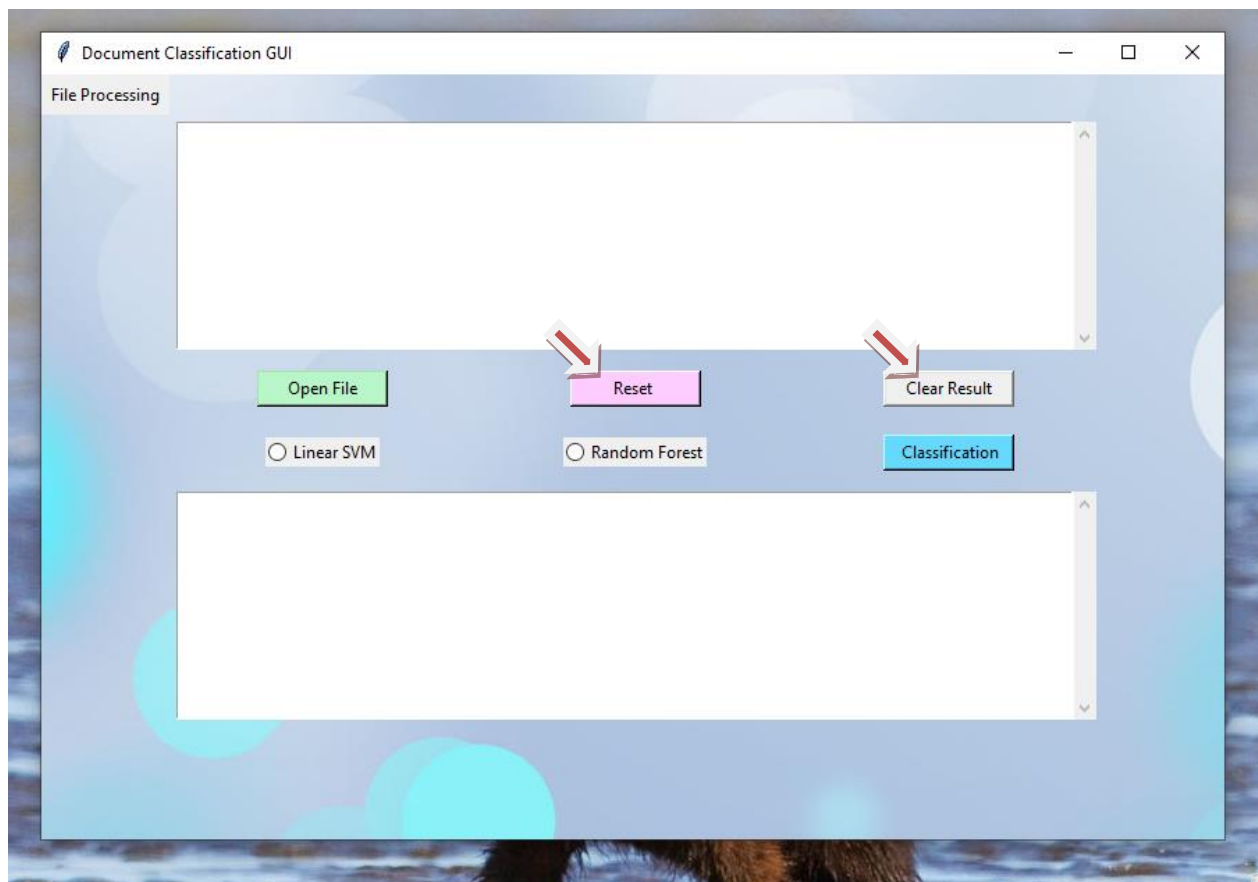 Document Classification GUI
File Processing
Open File
Reset
Clear Result
Linear SVM
Random Forest
Classification